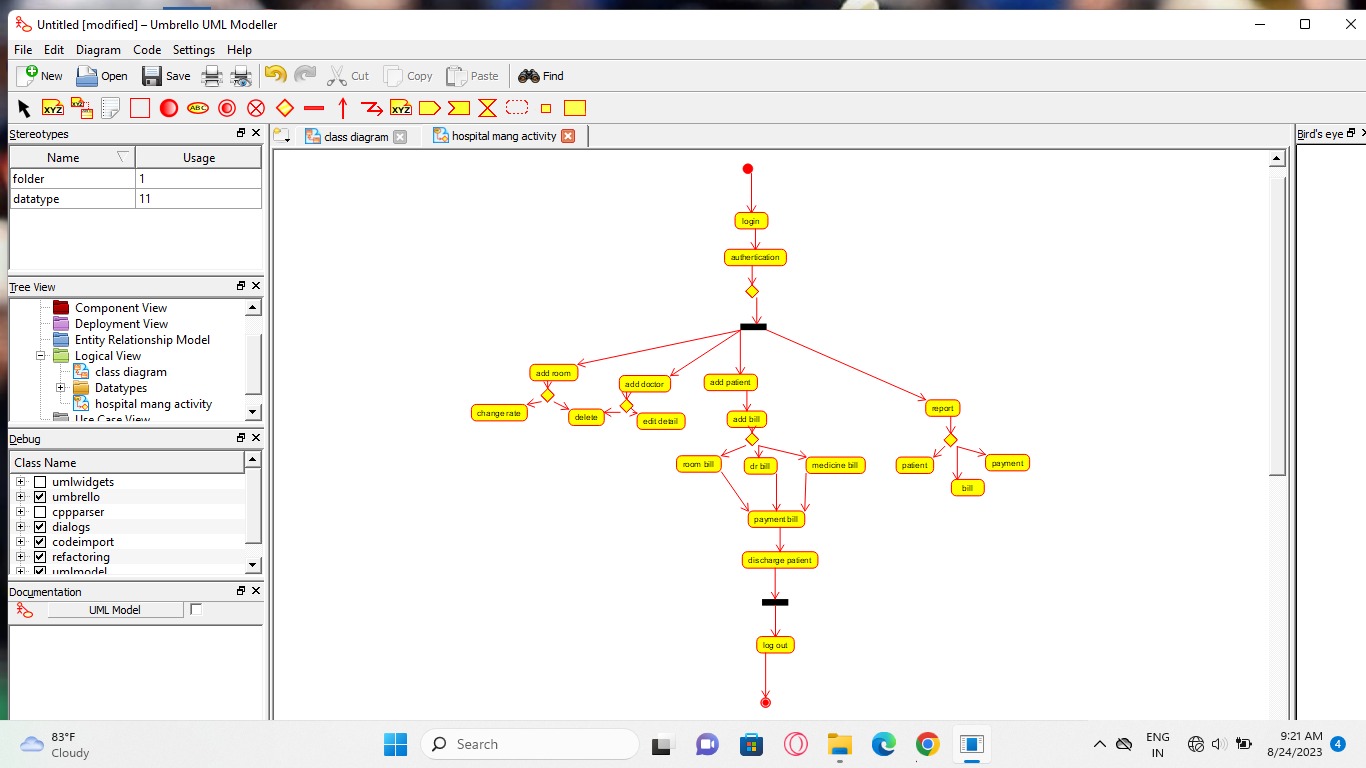 Untitled [modified] – Umbrello UML Modeller
File Edit Diagram Code Settings Help
New Open Save Cut Copy Paste Find
XYZ XYZ ABC XYZ
Stereotypes
Name Usage
folder 1
datatype 11
Tree View
Component View
Deployment View
Entity Relationship Model
Logical View
class diagram
Datatypes
hospital mang activity
Use Case View
Debug
Class Name
umlwidgets
umbrello
cppparser
dialogs
codeimport
refactoring
umlmodel
Documentation
UML Model
class diagram hospital mang activity
Bird's eye
login
authertication
add room
add doctor
add patient
change rate
delete
edit detail
add bill
report
room bill
dr bill
medicine bill
patient
payment
bill
payment bill
discharge patient
log out
83°F
Cloudy
Search
ENG
IN
9:21 AM
8/24/2023
4